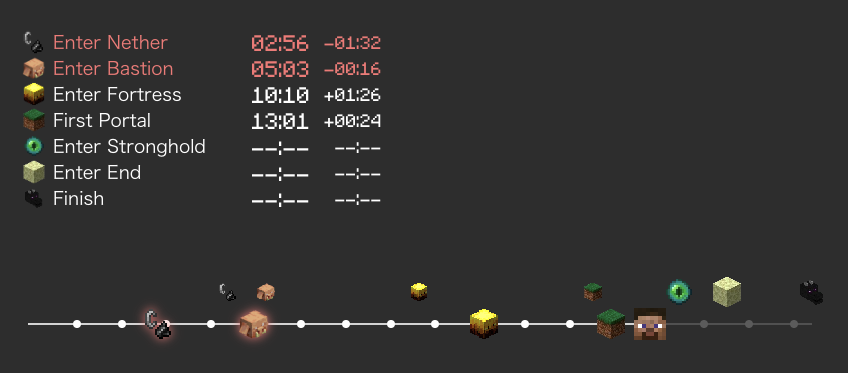 Enter Nether 02:56 -01:32
Enter Bastion 05:03 -00:16
Enter Fortress 10:10 +01:26
First Portal 13:01 +00:24
Enter Stronghold --:-- --:--
Enter End --:-- --:--
Finish --:-- --:--